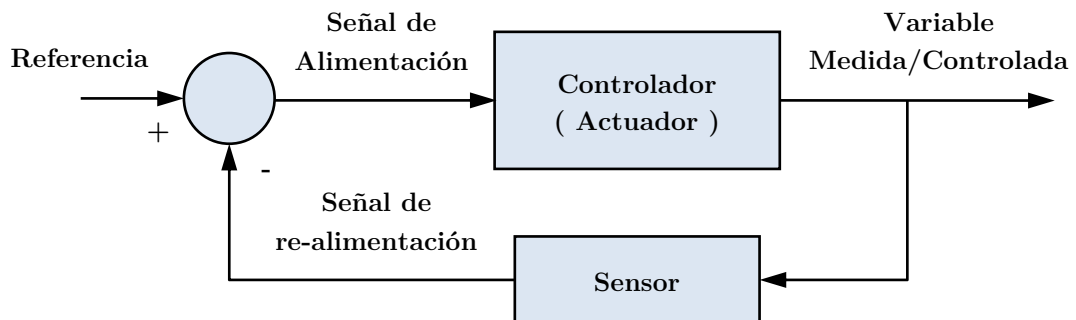 Referencia
+
-
Señal de
Alimentación
Controlador
( Actuador )
Variable
Medida/Controlada
Señal de
re-alimentación
Sensor